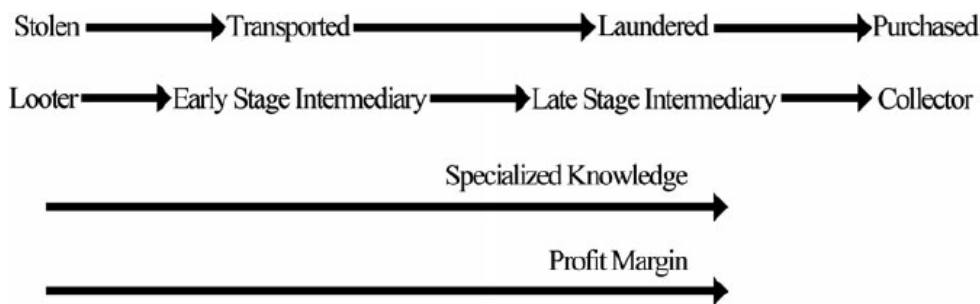 Stolen Transported Laundered Purchased
Looter Early Stage Intermediary Late Stage Intermediary Collector
Specialized Knowledge
Profit Margin